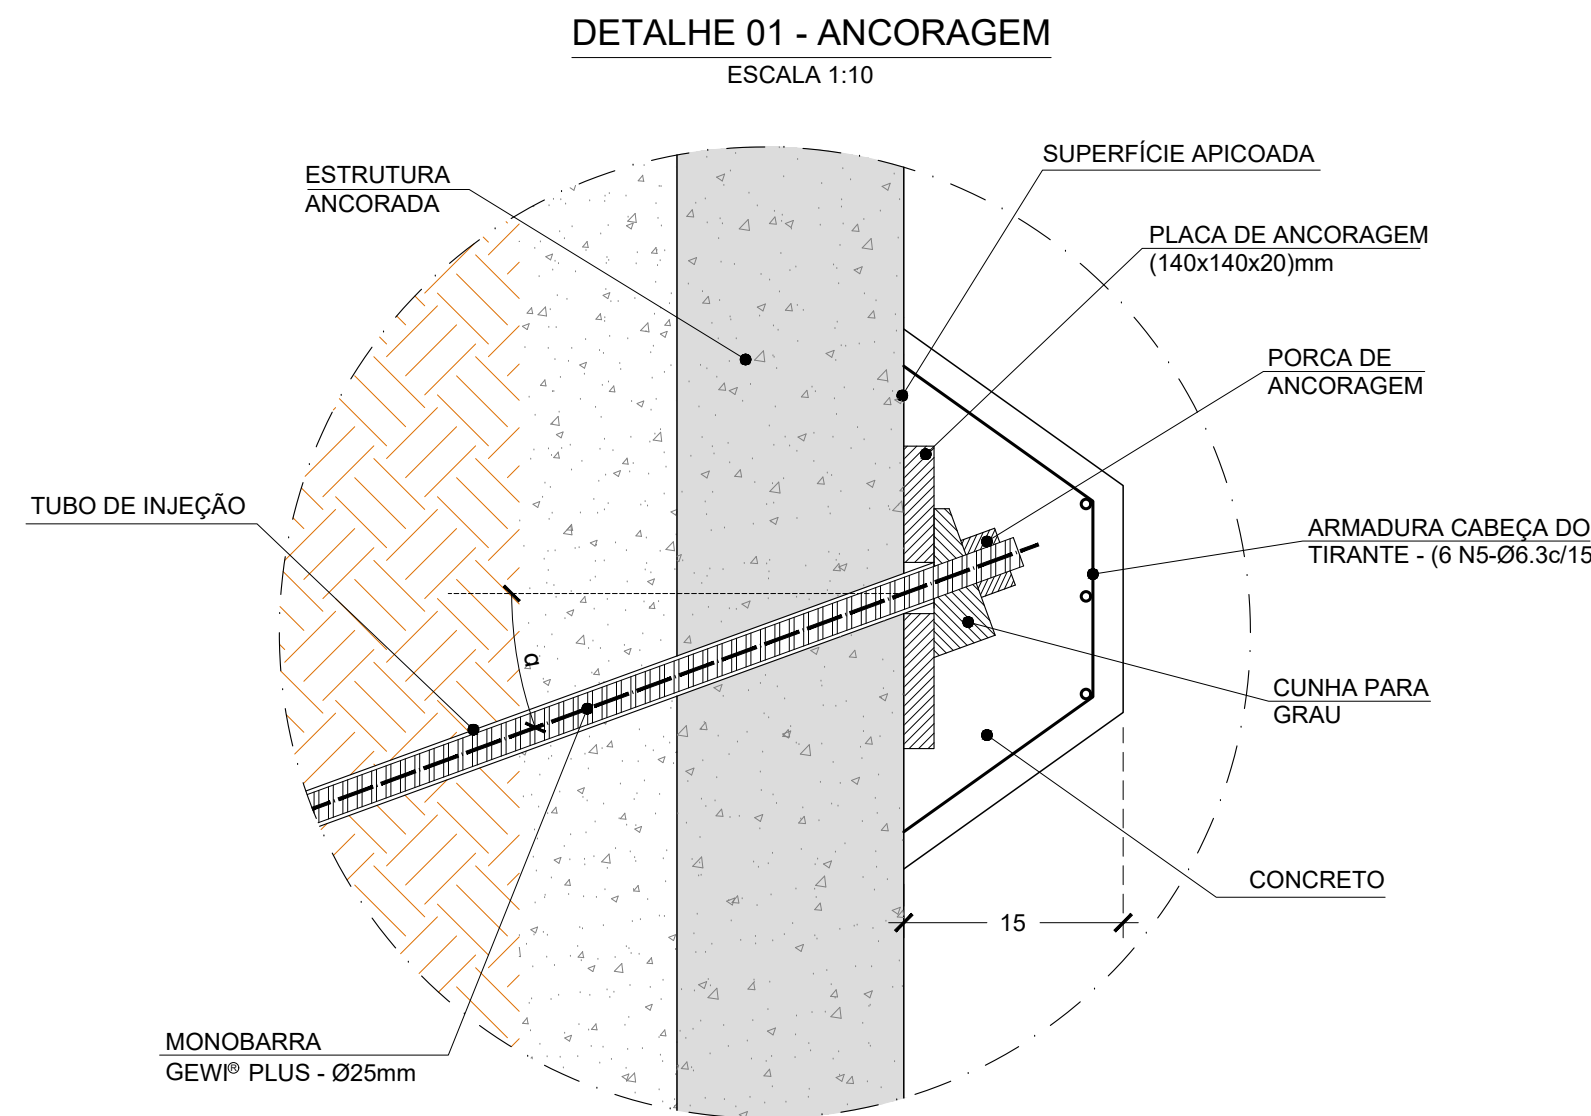 DETALHE 01 - ANCORAGEM
ESCALA 1:10
SUPERFÍCIE APICOADA
ESTRUTURA
ANCORADA
PLACA DE ANCORAGEM
(140x140x20)mm
PORCA DE
ANCORAGEM
TUBO DE INJEÇÃO
ARMADURA CABEÇA DO
TIRANTE - (6 N5-Ø6.3c/15
α
CUNHA PARA
GRAU
CONCRETO
15
MONOBARRA
GEWI® PLUS - Ø25mm